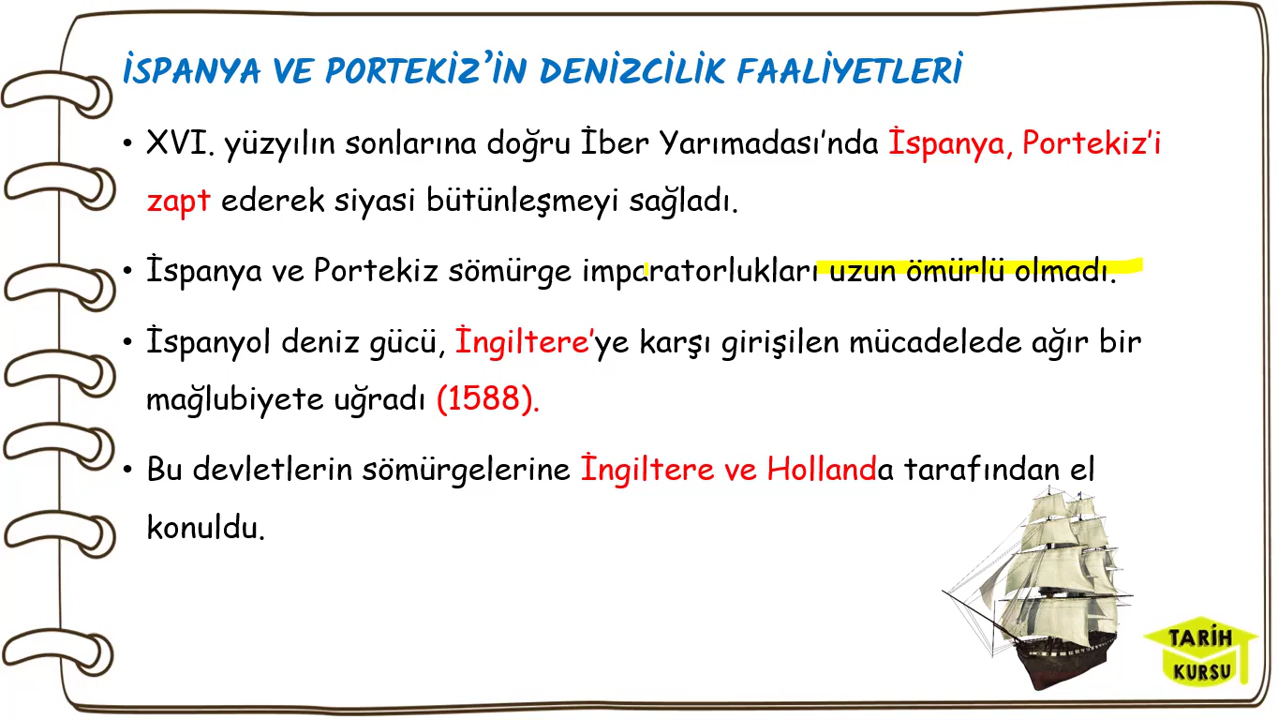 İSPANYA VE PORTEKİZ’İN DENİZCİLİK FAALİYETLERİ
• XVI. yüzyılın sonlarına doğru İber Yarımadası’nda İspanya, Portekiz’i
zapt ederek siyasi bütünleşmeyi sağladı.
• İspanya ve Portekiz sömürge imparatorlukları uzun ömürlü olmadı.
• İspanyol deniz gücü, İngiltere’ye karşı girişilen mücadelede ağır bir
mağlubiyete uğradı (1588).
• Bu devletlerin sömürgelerine İngiltere ve Hollanda tarafından el
konuldu.
TARİH
KURSU